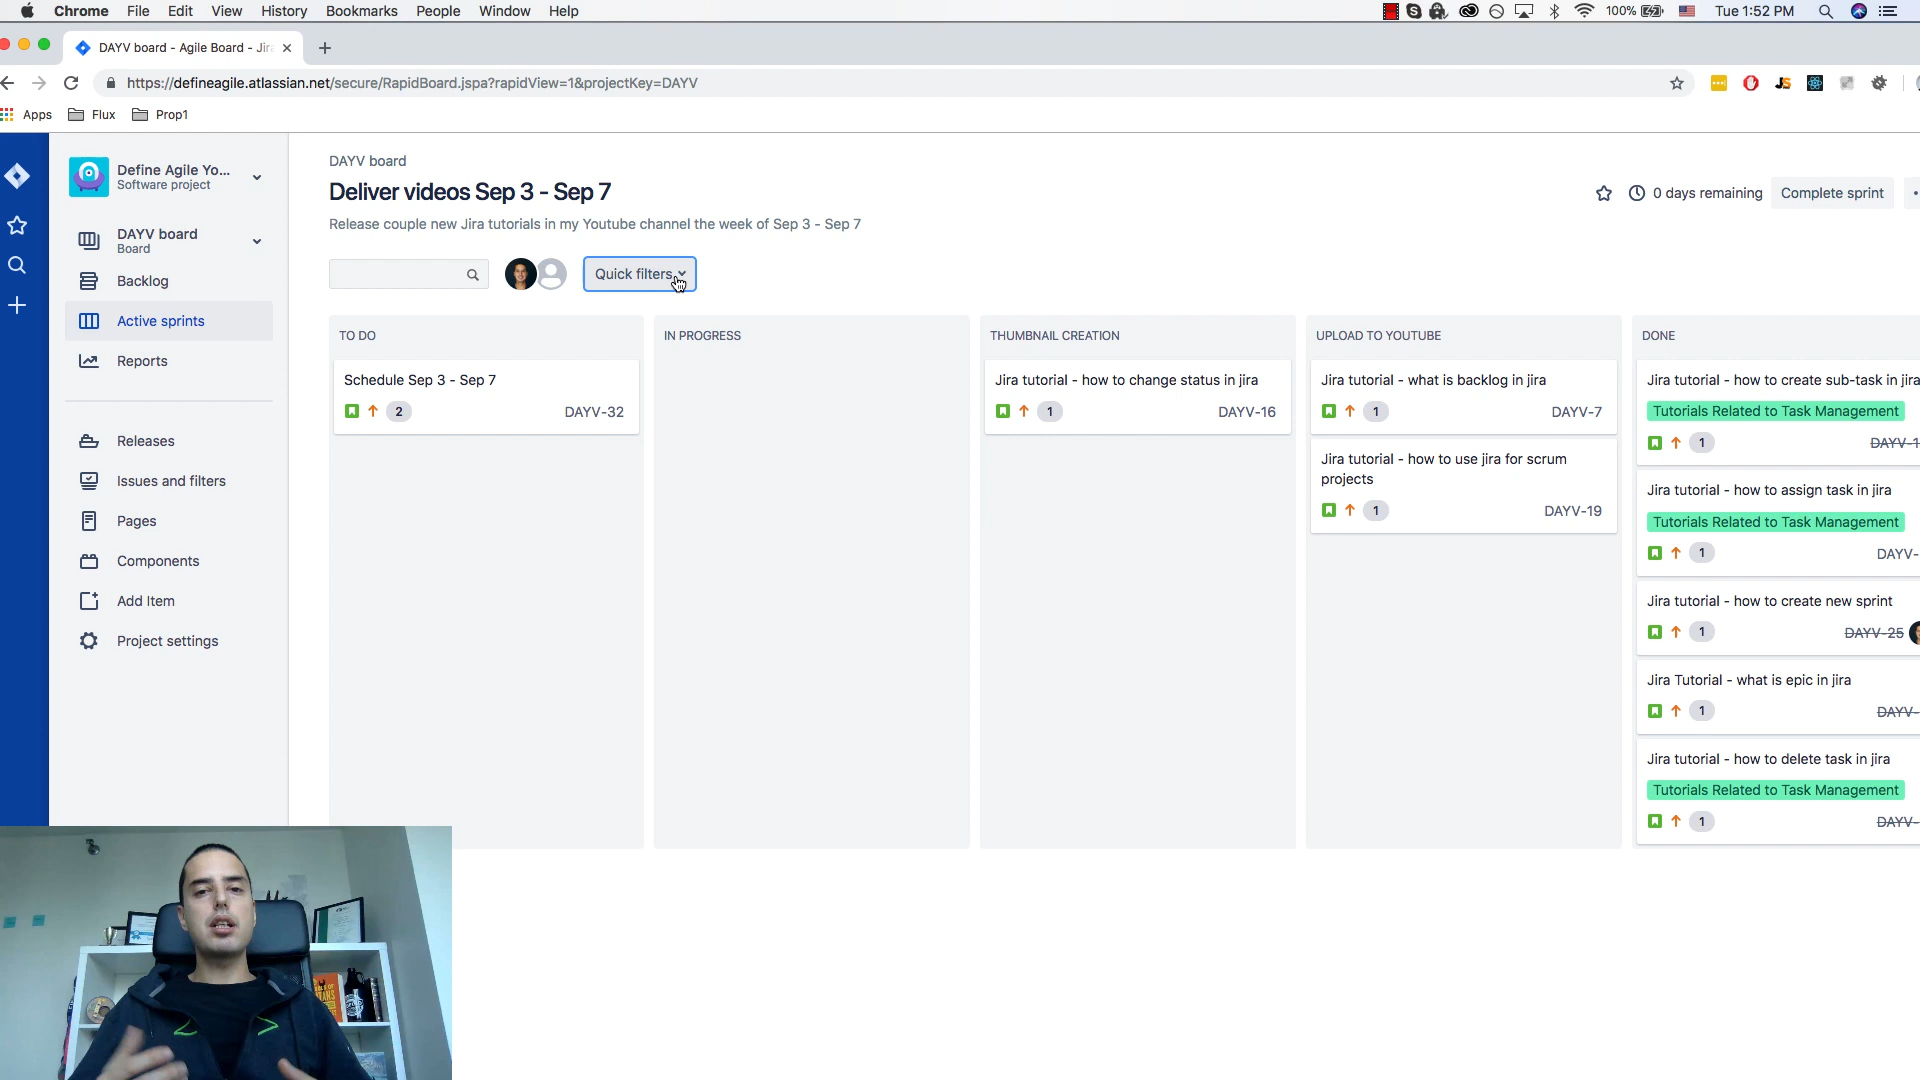 Chrome File Edit View History Bookmarks People Window Help 100% Tue 1:52 PM
DAYV board - Agile Board - Jira
https://defineagile.atlassian.net/secure/RapidBoard.jspa?rapidView=1&projectKey=DAYV
JS
Apps Flux Prop1
Define Agile Yo...
Software project
DAYV board
Board
Backlog
Active sprints
Reports
Releases
Issues and filters
Pages
Components
Add Item
Project settings
DAYV board
Deliver videos Sep 3 - Sep 7
Release couple new Jira tutorials in my Youtube channel the week of Sep 3 - Sep 7
0 days remaining Complete sprint
Quick filters
TO DO
Schedule Sep 3 - Sep 7
2 DAYV-32
IN PROGRESS
THUMBNAIL CREATION
Jira tutorial - how to change status in jira
1 DAYV-16
UPLOAD TO YOUTUBE
Jira tutorial - what is backlog in jira
1 DAYV-7
Jira tutorial - how to use jira for scrum
projects
1 DAYV-19
DONE
Jira tutorial - how to create sub-task in jira
Tutorials Related to Task Management
1 DAYV-1
Jira tutorial - how to assign task in jira
Tutorials Related to Task Management
1 DAYV-
Jira tutorial - how to create new sprint
1 DAYV-25
Jira Tutorial - what is epic in jira
1 DAYV-
Jira tutorial - how to delete task in jira
Tutorials Related to Task Management
1 DAYV-